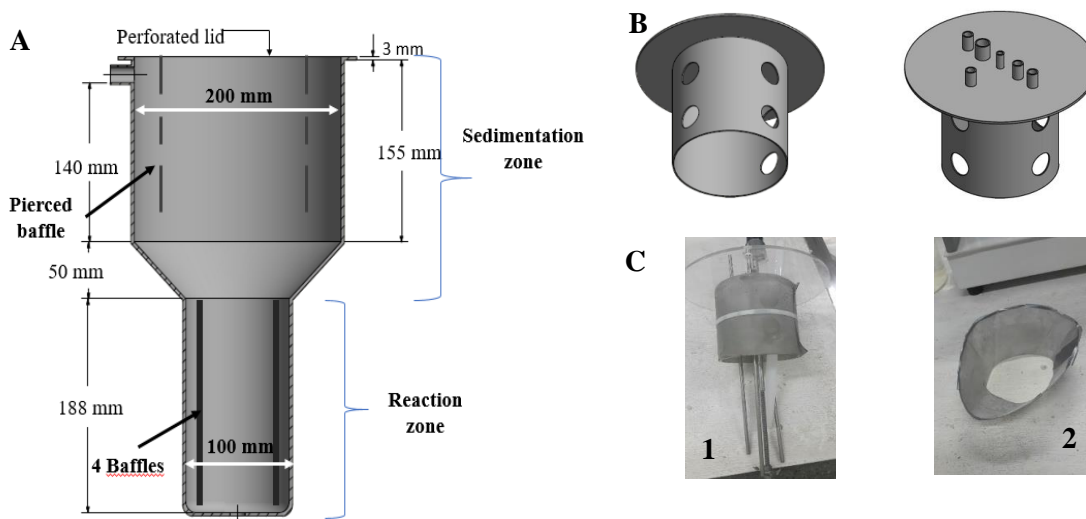 A
Perforated lid
3 mm
200 mm
Sedimentation
zone
155 mm
140 mm
Pierced
baffle
50 mm
188 mm
Reaction
zone
100 mm
4 Baffles
B
C
1
2